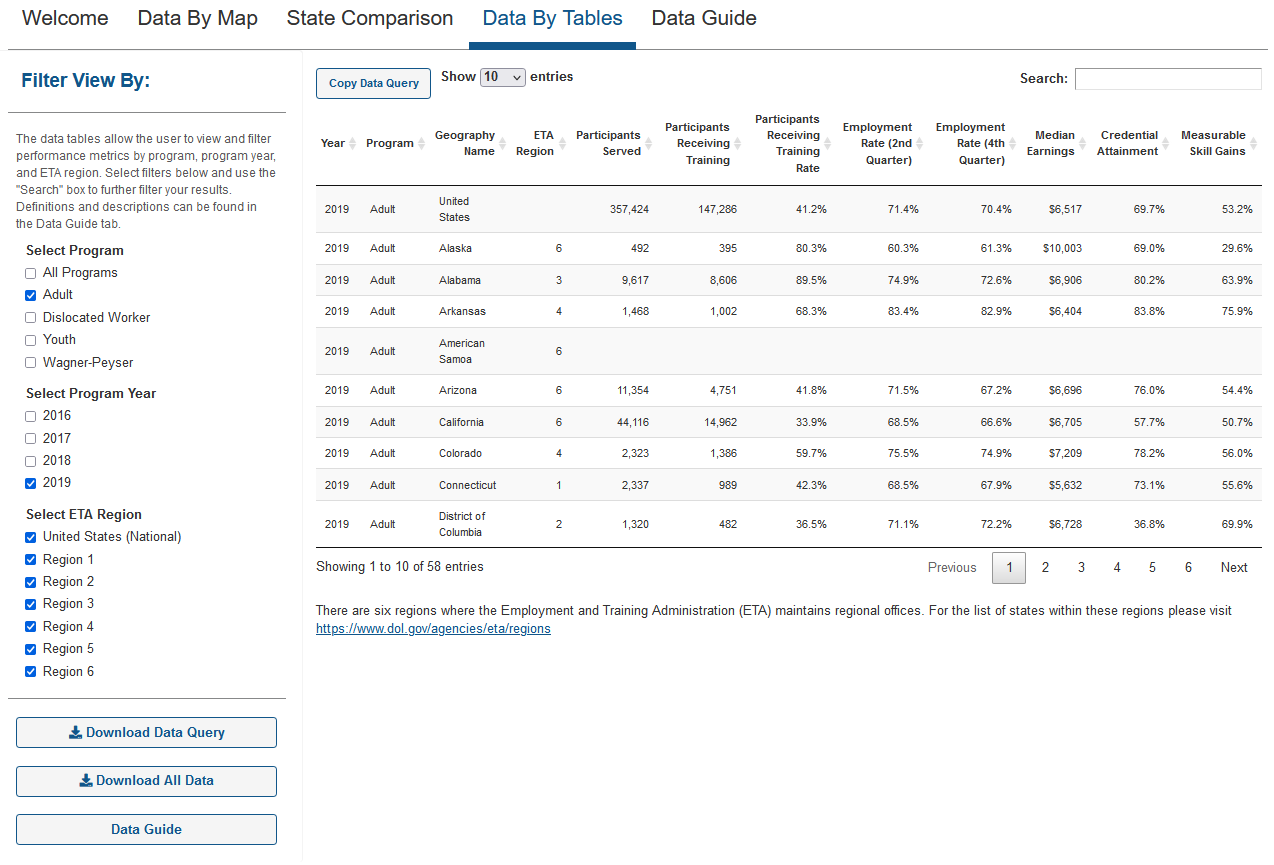 Welcome Data By Map State Comparison Data By Tables Data Guide
Filter View By:
The data tables allow the user to view and filter
performance metrics by program, program year,
and ETA region. Select filters below and use the
"Search" box to further filter your results.
Definitions and descriptions can be found in
the Data Guide tab.
Select Program
All Programs
Adult
Dislocated Worker
Youth
Wagner-Peyser
Select Program Year
2016
2017
2018
2019
Select ETA Region
United States (National)
Region 1
Region 2
Region 3
Region 4
Region 5
Region 6
Download Data Query
Download All Data
Data Guide
Copy Data Query Show 10 entries Search:
Year Program Geography Name ETA Region Participants Served Participants Receiving Training Participants Receiving Training Rate Employment Rate (2nd Quarter) Employment Rate (4th Quarter) Median Earnings Credential Attainment Measurable Skill Gains
2019 Adult United States 357,424 147,286 41.2% 71.4% 70.4% $6,517 69.7% 53.2%
2019 Adult Alaska 6 492 395 80.3% 60.3% 61.3% $10,003 69.0% 29.6%
2019 Adult Alabama 3 9,617 8,606 89.5% 74.9% 72.6% $6,906 80.2% 63.9%
2019 Adult Arkansas 4 1,468 1,002 68.3% 83.4% 82.9% $6,404 83.8% 75.9%
2019 Adult American Samoa 6
2019 Adult Arizona 6 11,354 4,751 41.8% 71.5% 67.2% $6,696 76.0% 54.4%
2019 Adult California 6 44,116 14,962 33.9% 68.5% 66.6% $6,705 57.7% 50.7%
2019 Adult Colorado 4 2,323 1,386 59.7% 75.5% 74.9% $7,209 78.2% 56.0%
2019 Adult Connecticut 1 2,337 989 42.3% 68.5% 67.9% $5,632 73.1% 55.6%
2019 Adult District of Columbia 2 1,320 482 36.5% 71.1% 72.2% $6,728 36.8% 69.9%
Showing 1 to 10 of 58 entries Previous 1 2 3 4 5 6 Next
There are six regions where the Employment and Training Administration (ETA) maintains regional offices. For the list of states within these regions please visit
https://www.dol.gov/agencies/eta/regions